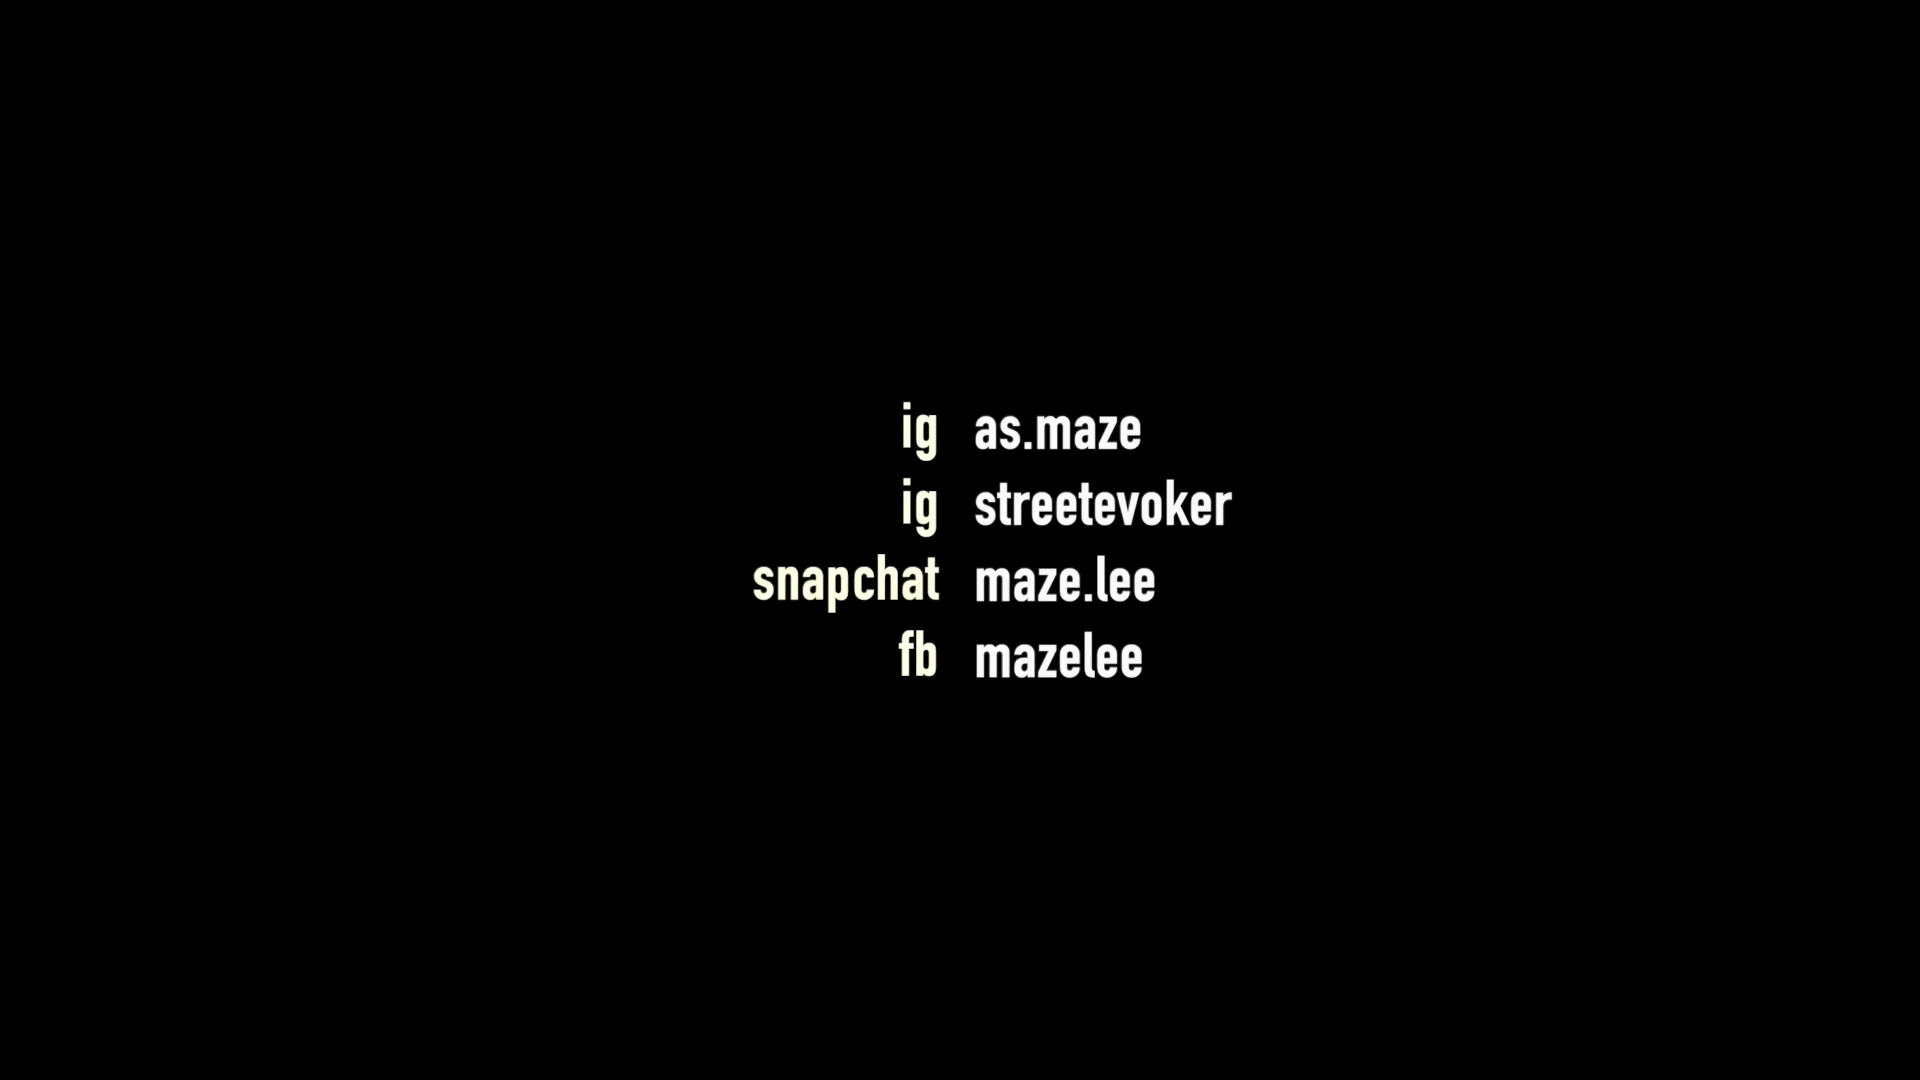 ig as.maze
ig streetevoker
snapchat maze.lee
fb mazelee